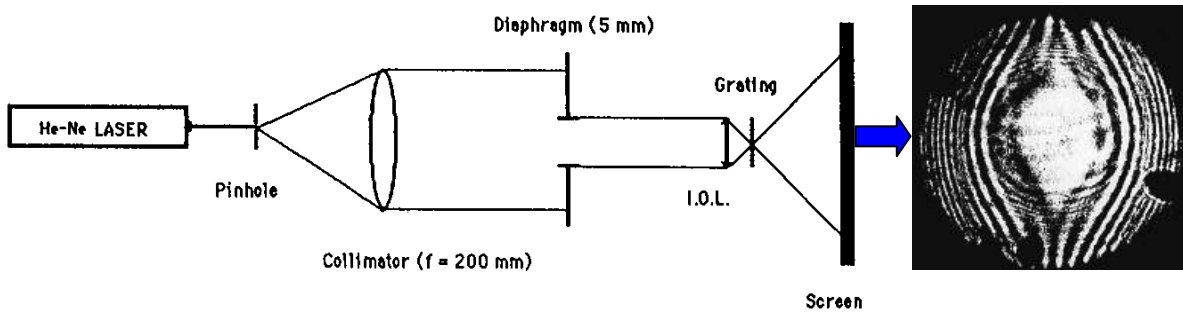 Diaphragm (5 mm)
Grating
He-Ne LASER
Pinhole
I.O.L.
Collimator (f = 200 mm)
Screen